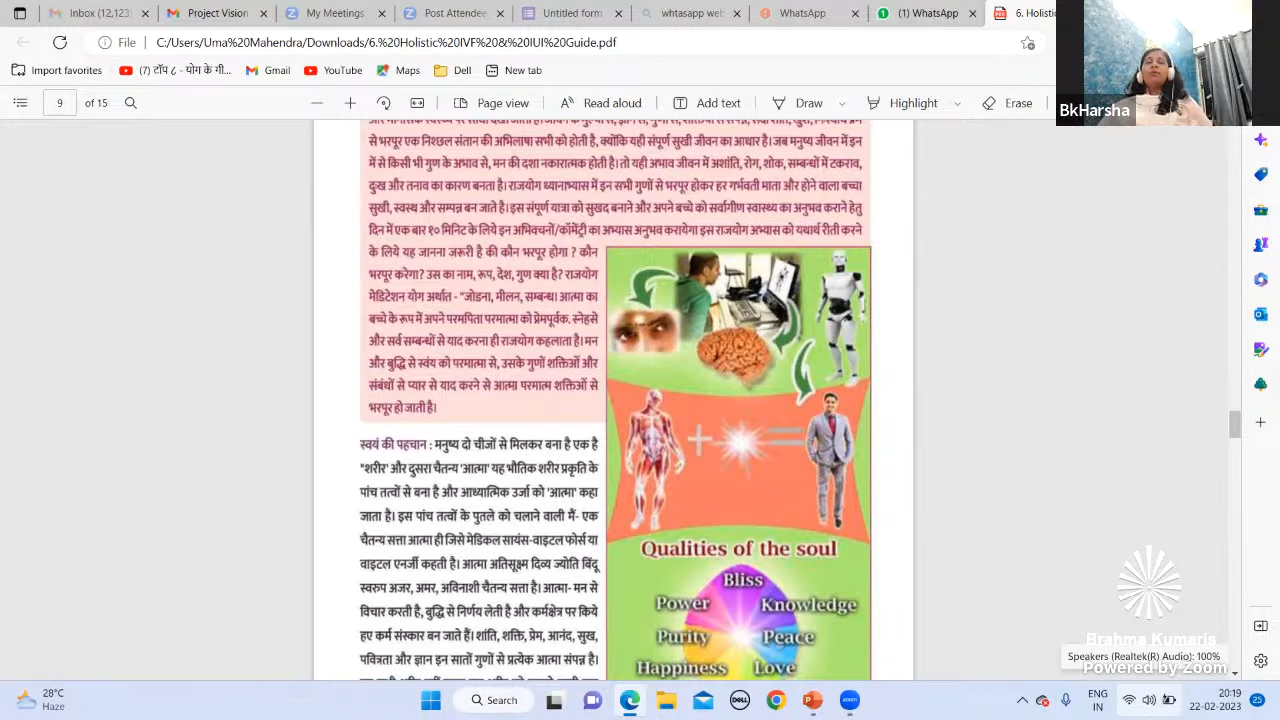 My Meetings - Z
Project Vision
Z My Meeting
Z Post Attende
Untitled form
whatsapp web
Untitled
(1) WhatsApp
6. Holist
File
C:/Users/Uma%20Mahendra/Downloads/6.%20Holistic%20IVF%20&%20IUI%20Guide.pdf
Import favorites
(7) टॉप ८ - योग के गी...
Gmail
YouTube
Maps
Dell
New tab
9 of 15
Page view
Read aloud
Add text
Draw
Highlight
Erase
BkHarsha
से भरपूर एक निश्छल संतान की अभिलाषा सभी को होती है, क्योंकि यही संपूर्ण सुखी जीवन का आधार है। जब मनुष्य जीवन में इन
में से किसी भी गुण के अभाव से, मन की दशा नकारात्मक होती है। तो यही अभाव जीवन में अशांति, रोग, शोक, सम्बन्धों में टकराव,
दुःख और तनाव का कारण बनता है। राजयोग ध्यानाभ्यास में इन सभी गुणों से भरपूर होकर हर गर्भवती माता और होने वाला बच्चा
सुखी, स्वस्थ और सम्पन्न बन जाते है। इस संपूर्ण यात्रा को सुखद बनाने और अपने बच्चे को सर्वागीण स्वास्थ्य का अनुभव कराने हेतु
दिन में एक बार १० मिनिट के लिये इन अभिवचनों/कॉमेंट्री का अभ्यास अनुभव करायेगा इस राजयोग अभ्यास को यथार्थ रीती करने
के लिये यह जानना जरूरी है की कौन भरपूर होगा ? कौन
भरपूर करेगा? उस का नाम, रूप, देश, गुण क्या है? राजयोग
मेडिटेशन योग अर्थात - "जोडना, मीलन, सम्बन्ध। आत्मा का
बच्चे के रूप में अपने परमपिता परमात्मा को प्रेमपूर्वक. स्नेहसे
और सर्व सम्बन्धों से याद करना ही राजयोग कहलाता है। मन
और बुद्धि से स्वंय को परमात्मा से, उसके गुणों शक्तिओं और
संबंधों से प्यार से याद करने से आत्मा परमात्म शक्तिओं से
भरपूर हो जाती है।
स्वयं की पहचान : मनुष्य दो चीजों से मिलकर बना है एक है
"शरीर' और दुसरा चैतन्य 'आत्मा' यह भौतिक शरीर प्रकृति के
पांच तत्वों से बना है और आध्यात्मिक उर्जा को 'आत्मा' कहा
जाता है। इस पांच तत्वों के पुतले को चलाने वाली मैं- एक
चैतन्य सत्ता आत्मा ही जिसे मेडिकल सायंस-वाइटल फोर्स या
वाइटल एनर्जी कहती है। आत्मा अतिसूक्ष्म दिव्य ज्योति बिंदू
स्वरुप अजर, अमर, अविनाशी चैतन्य सत्ता है। आत्मा- मन से
विचार करती है, बुद्धि से निर्णय लेती है और कर्मक्षेत्र पर किये
हुए कर्म संस्कार बन जाते हैं। शांति, शक्ति, प्रेम, आनंद, सुख,
पवित्रता और ज्ञान इन सातों गुणों से प्रत्येक आत्मा संपन्न है।
Qualities of the soul
Bliss
Power
Knowledge
Purity
Peace
Happiness
Love
Brahma Kumaris
Speakers (Realtek(R) Audio): 100%
Powered by Zoom
28°C
Haze
Search
DELL
zoom
ENG
IN
20:19
22-02-2023
25